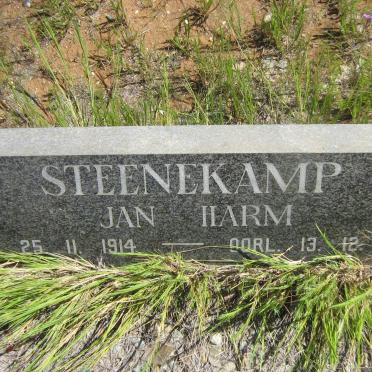 STEENEKAMP
JAN HARM
25. 11. 1914 — OORL. 13. 12.